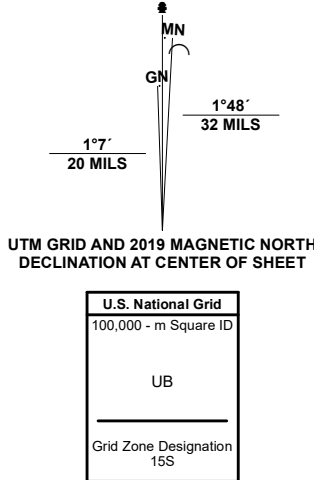 MN
GN
1°48´
32 MILS
1°7´
20 MILS
UTM GRID AND 2019 MAGNETIC NORTH
DECLINATION AT CENTER OF SHEET
U.S. National Grid
100,000 - m Square ID
UB
Grid Zone Designation
15S